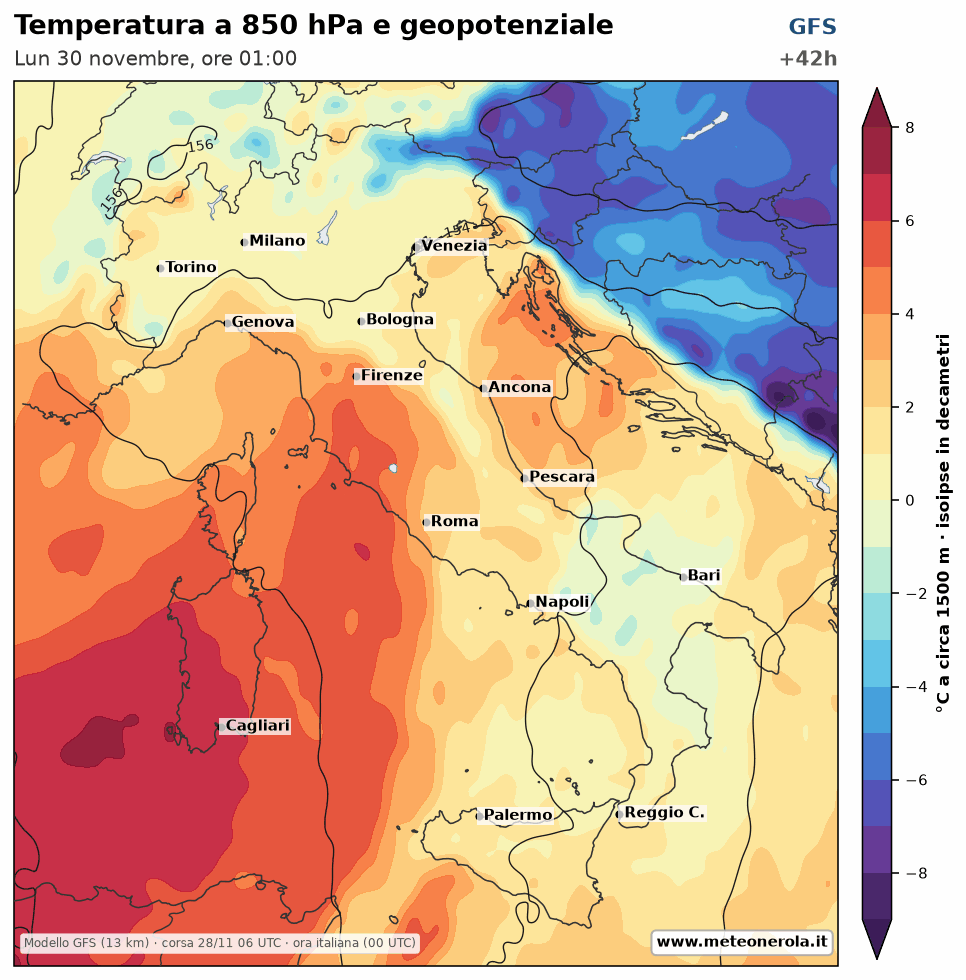 Temperatura a 850 hPa e geopotenziale
GFS
Lun 30 novembre, ore 01:00
+42h
156
156
154
Milano
Venezia
Torino
Genova
Bologna
Firenze
Ancona
Pescara
Roma
Bari
Napoli
Cagliari
Palermo
Reggio C.
8
6
4
2
0
−2
−4
−6
−8
°C a circa 1500 m · isoipse in decametri
Modello GFS (13 km) · corsa 28/11 06 UTC · ora italiana (00 UTC)
www.meteonerola.it